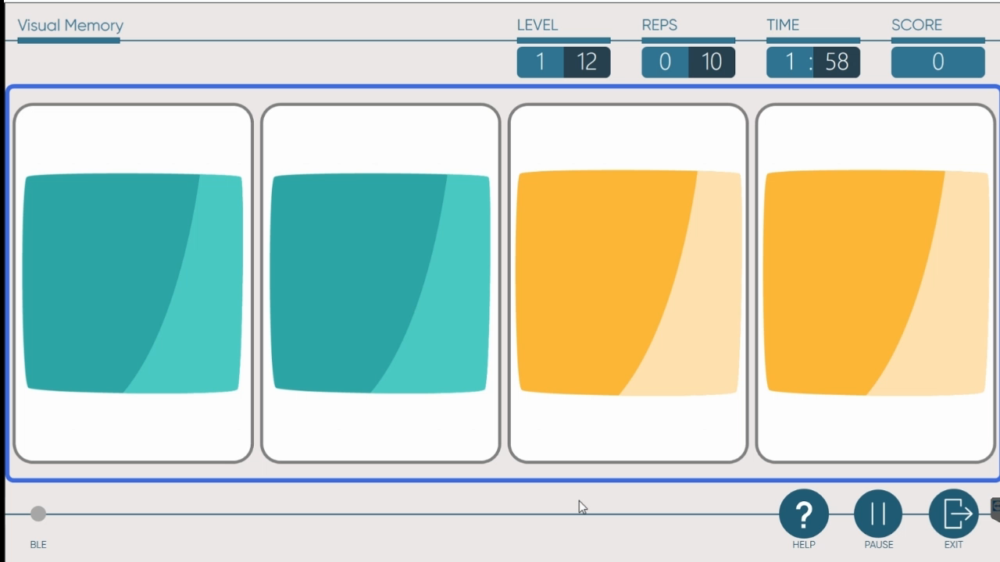 Visual Memory
LEVEL
REPS
TIME
SCORE
1 12
0 10
1 : 58
0
BLE
?
HELP
PAUSE
EXIT